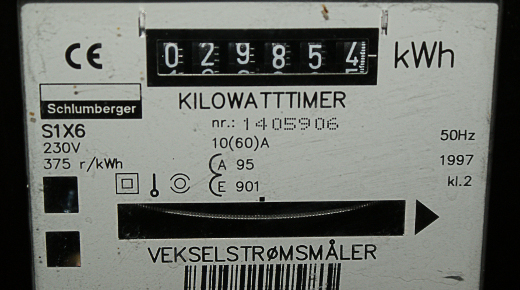 CE
029854 kWh
Schlumberger
KILOWATTTIMER
S1X6
nr.: 1405906
230V
10(60)A
50Hz
375 r/kWh
A 95
1997
E 901
kl.2
VEKSELSTRØMSMÅLER